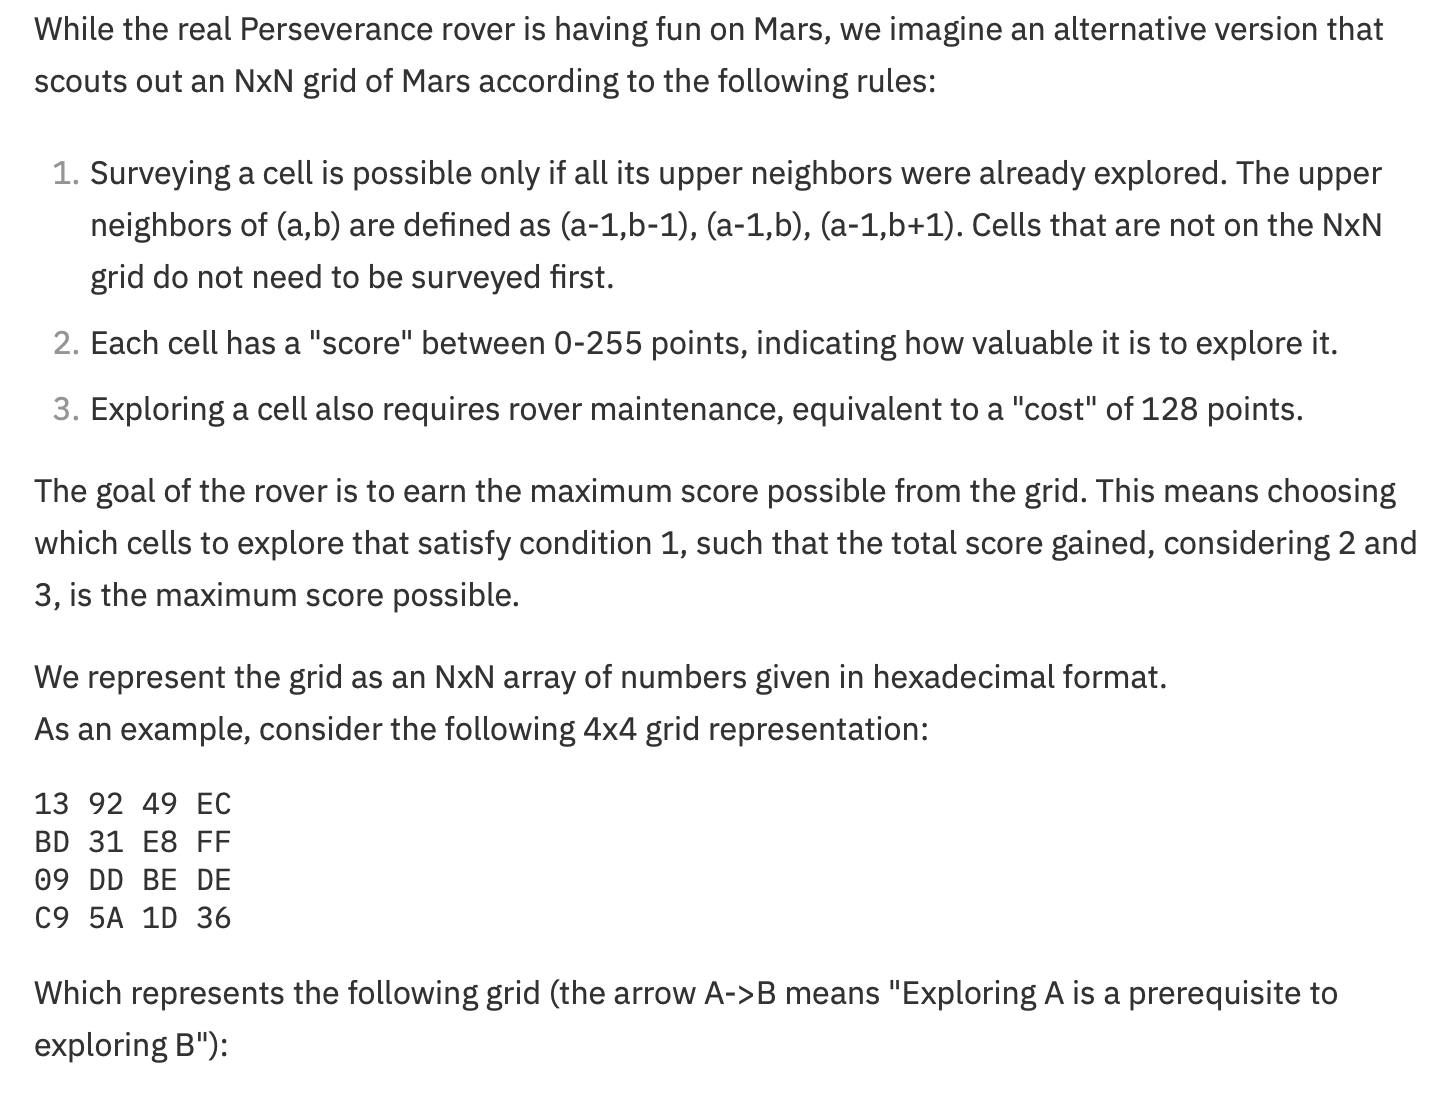 While the real Perseverance rover is having fun on Mars, we imagine an alternative version that
scouts out an NxN grid of Mars according to the following rules:
1. Surveying a cell is possible only if all its upper neighbors were already explored. The upper
neighbors of (a,b) are defined as (a-1,b-1), (a-1,b), (a-1,b+1). Cells that are not on the NxN
grid do not need to be surveyed first.
2. Each cell has a "score" between 0-255 points, indicating how valuable it is to explore it.
3. Exploring a cell also requires rover maintenance, equivalent to a "cost" of 128 points.
The goal of the rover is to earn the maximum score possible from the grid. This means choosing
which cells to explore that satisfy condition 1, such that the total score gained, considering 2 and
3, is the maximum score possible.
We represent the grid as an NxN array of numbers given in hexadecimal format.
As an example, consider the following 4x4 grid representation:
13 92 49 EC
BD 31 E8 FF
09 DD BE DE
C9 5A 1D 36
Which represents the following grid (the arrow A->B means "Exploring A is a prerequisite to
exploring B"):